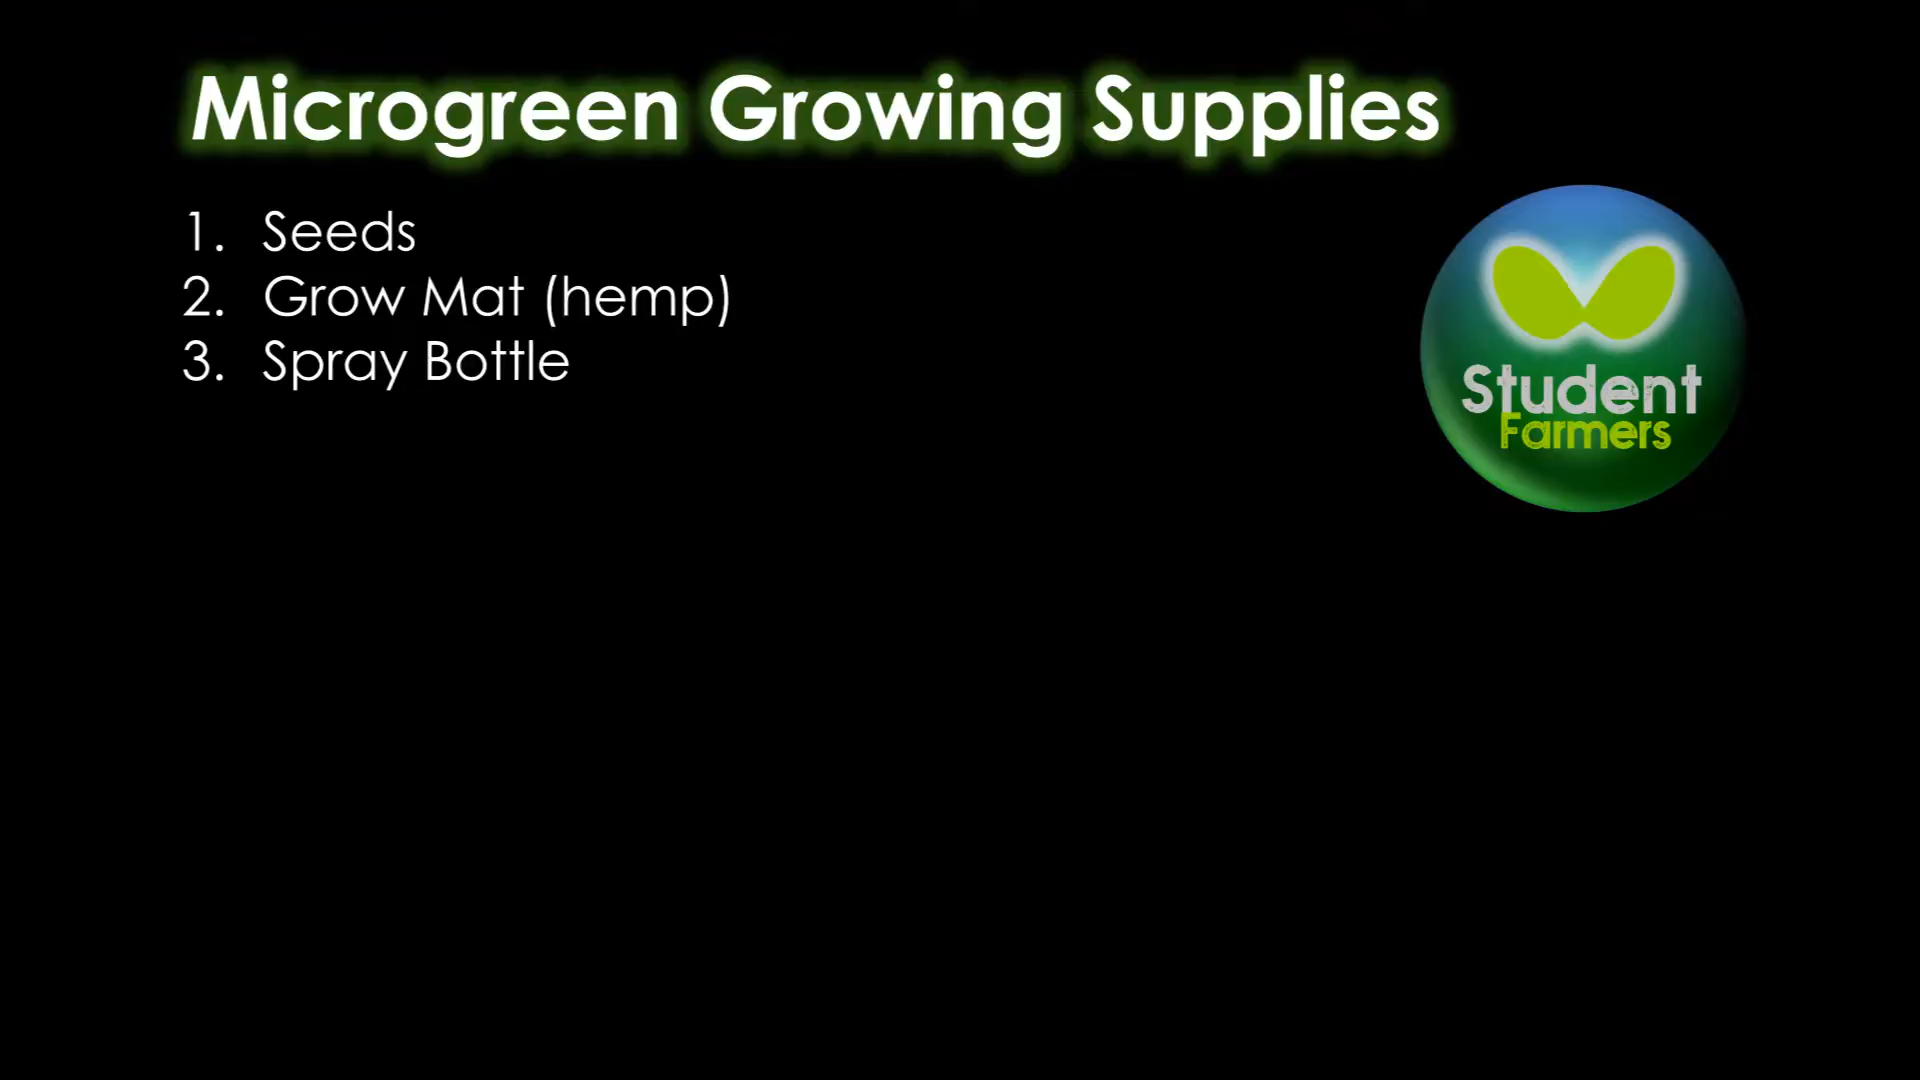 Microgreen Growing Supplies
1. Seeds
2. Grow Mat (hemp)
3. Spray Bottle
Student
Farmers